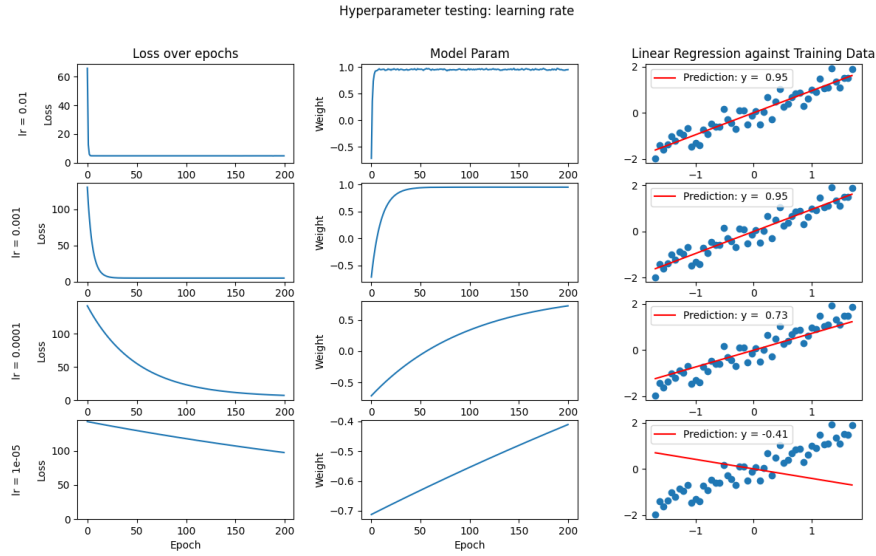 Hyperparameter testing: learning rate
Loss over epochs
Model Param
Linear Regression against Training Data
lr = 0.01
Loss
60
40
20
0
0 50 100 150 200
Weight
1.0
0.5
0.0
−0.5
0 50 100 150 200
2
0
−2
−1 0 1
Prediction: y = 0.95
lr = 0.001
Loss
100
50
0
0 50 100 150 200
Weight
1.0
0.5
0.0
−0.5
0 50 100 150 200
2
0
−2
−1 0 1
Prediction: y = 0.95
lr = 0.0001
Loss
100
50
0
0 50 100 150 200
Weight
0.5
0.0
−0.5
0 50 100 150 200
2
0
−2
−1 0 1
Prediction: y = 0.73
lr = 1e-05
Loss
100
50
0
0 50 100 150 200
Epoch
Weight
−0.4
−0.5
−0.6
−0.7
0 50 100 150 200
Epoch
2
0
−2
−1 0 1
Prediction: y = -0.41